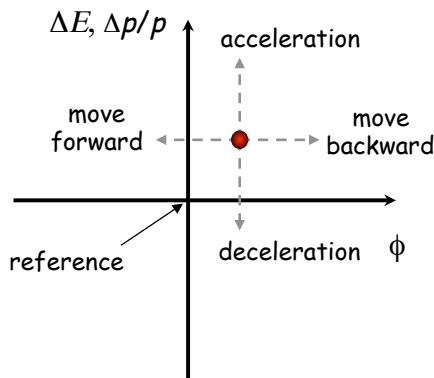 ΔE, Δp/p
acceleration
move
forward
move
backward
reference
deceleration
ϕ